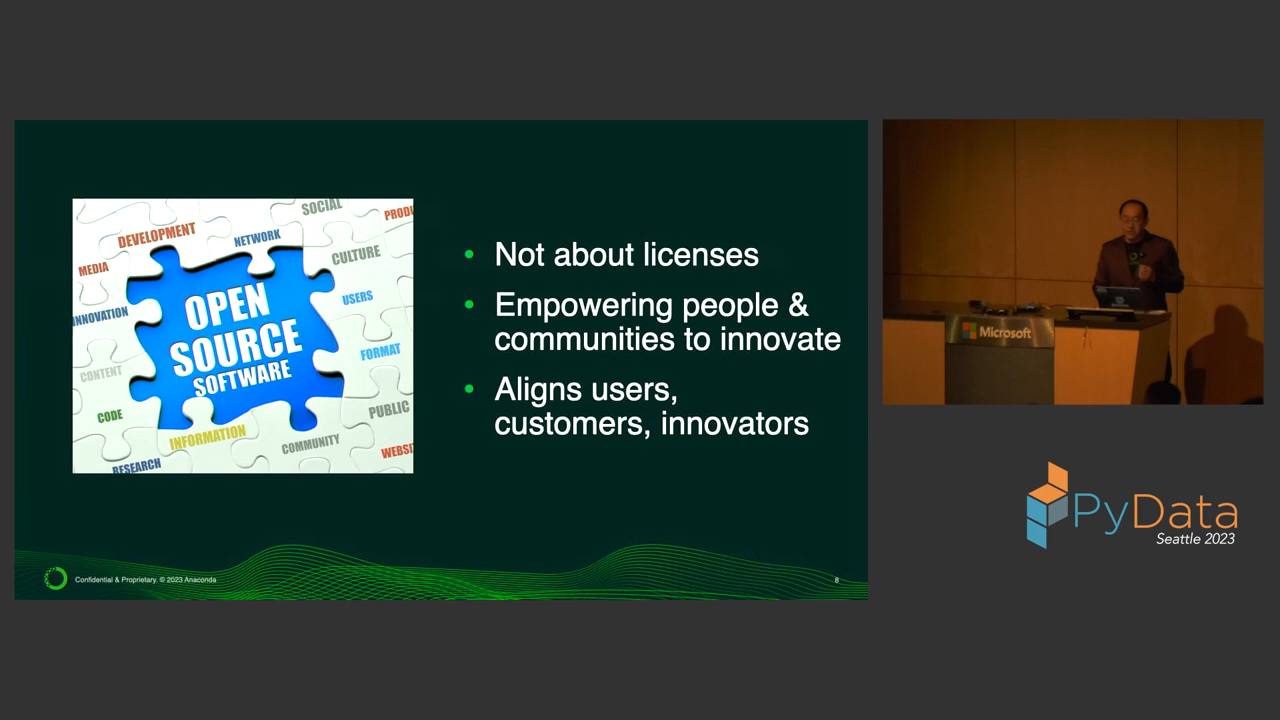 SOCIAL
PRODU
DEVELOPMENT
NETWORK
CULTURE
MEDIA
USERS
INNOVATION
OPEN
SOURCE
SOFTWARE
FORMAT
CONTENT
CODE
PUBLIC
INFORMATION
COMMUNITY
WEBSI
RESEARCH
• Not about licenses
• Empowering people &
communities to innovate
• Aligns users,
customers, innovators
Confidential & Proprietary. © 2023 Anaconda
8
Microsoft
PyData
Seattle 2023